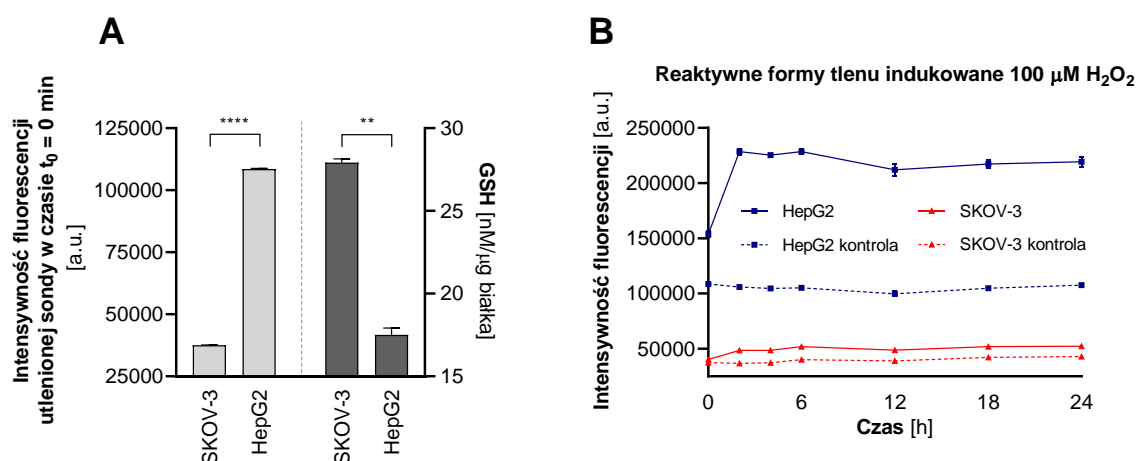 A
Intensywność fluorescencji
utlenionej sondy w czasie t₀ = 0 min
[a.u.]
125000
100000
75000
50000
25000
****
**
30
25
20
15
GSH [nM/µg białka]
SKOV-3
HepG2
SKOV-3
HepG2
B
Reaktywne formy tlenu indukowane 100 µM H₂O₂
Intensywność fluorescencji [a.u.]
250000
200000
150000
100000
50000
HepG2
SKOV-3
HepG2 kontrola
SKOV-3 kontrola
0
6
12
18
24
Czas [h]